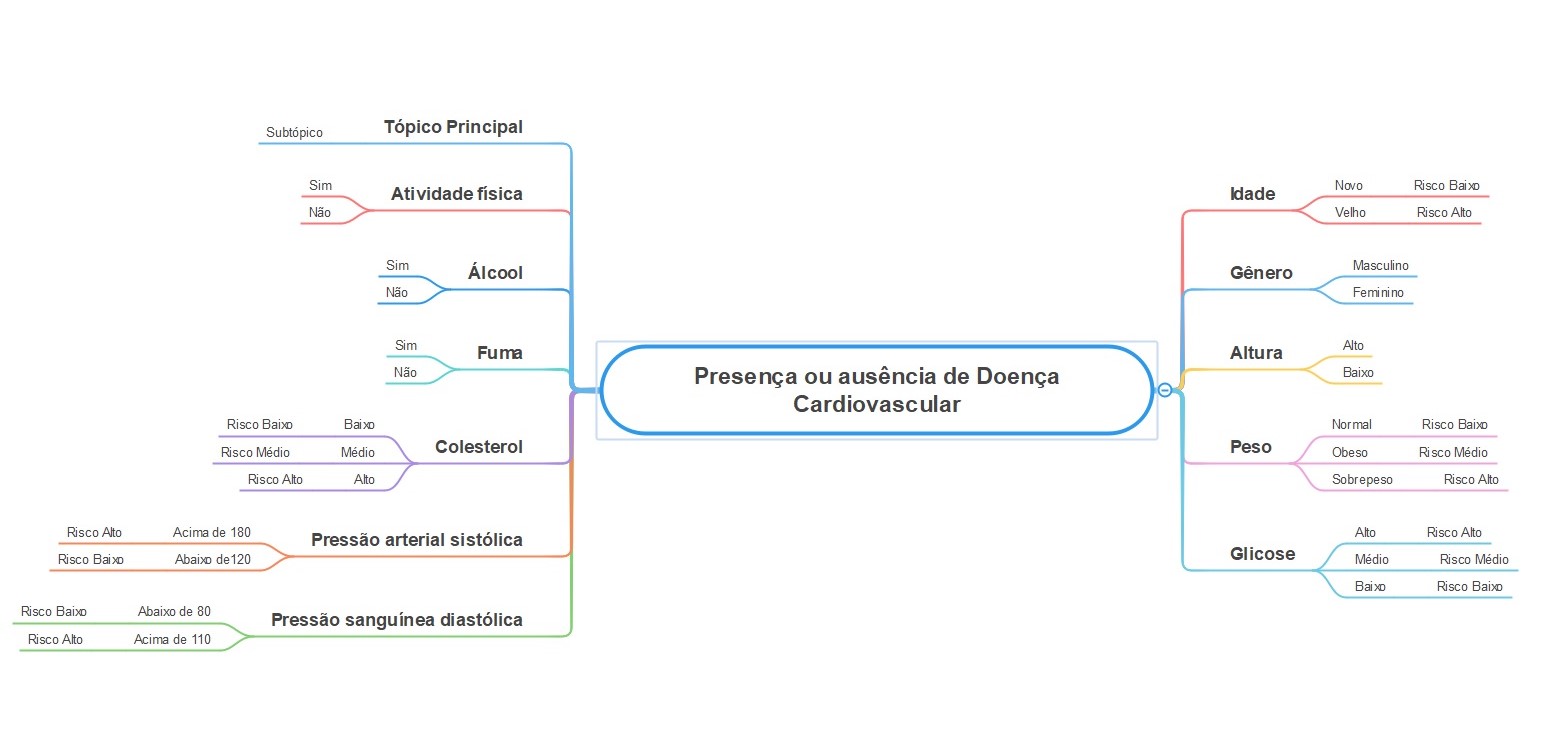 Presença ou ausência de Doença
Cardiovascular
Tópico Principal
Subtópico
Atividade física
Sim
Não
Álcool
Sim
Não
Fuma
Sim
Não
Colesterol
Risco Baixo Baixo
Risco Médio Médio
Risco Alto Alto
Pressão arterial sistólica
Risco Alto Acima de 180
Risco Baixo Abaixo de120
Pressão sanguínea diastólica
Risco Baixo Abaixo de 80
Risco Alto Acima de 110
Idade
Novo Risco Baixo
Velho Risco Alto
Gênero
Masculino
Feminino
Altura
Alto
Baixo
Peso
Normal Risco Baixo
Obeso Risco Médio
Sobrepeso Risco Alto
Glicose
Alto Risco Alto
Médio Risco Médio
Baixo Risco Baixo